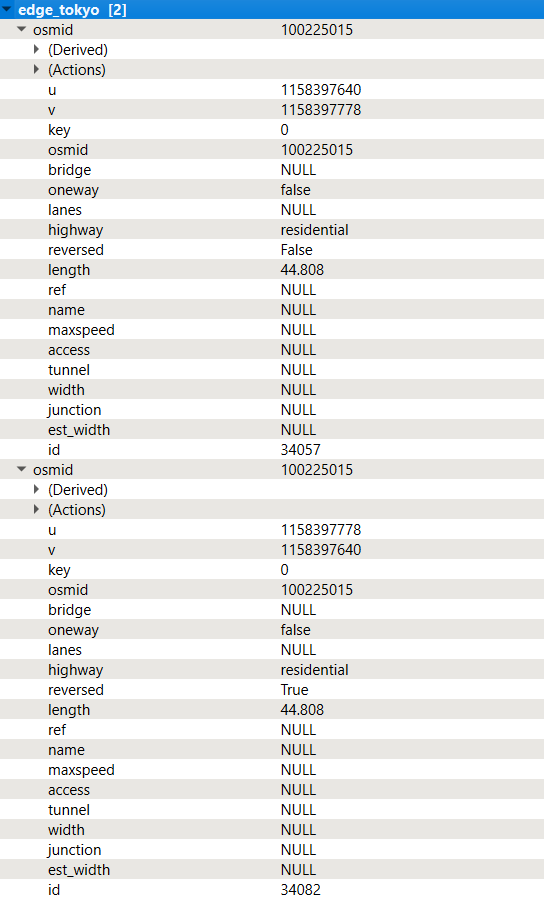 edge_tokyo [2]
osmid 100225015
(Derived)
(Actions)
u 1158397640
v 1158397778
key 0
osmid 100225015
bridge NULL
oneway false
lanes NULL
highway residential
reversed False
length 44.808
ref NULL
name NULL
maxspeed NULL
access NULL
tunnel NULL
width NULL
junction NULL
est_width NULL
id 34057
osmid 100225015
(Derived)
(Actions)
u 1158397778
v 1158397640
key 0
osmid 100225015
bridge NULL
oneway false
lanes NULL
highway residential
reversed True
length 44.808
ref NULL
name NULL
maxspeed NULL
access NULL
tunnel NULL
width NULL
junction NULL
est_width NULL
id 34082